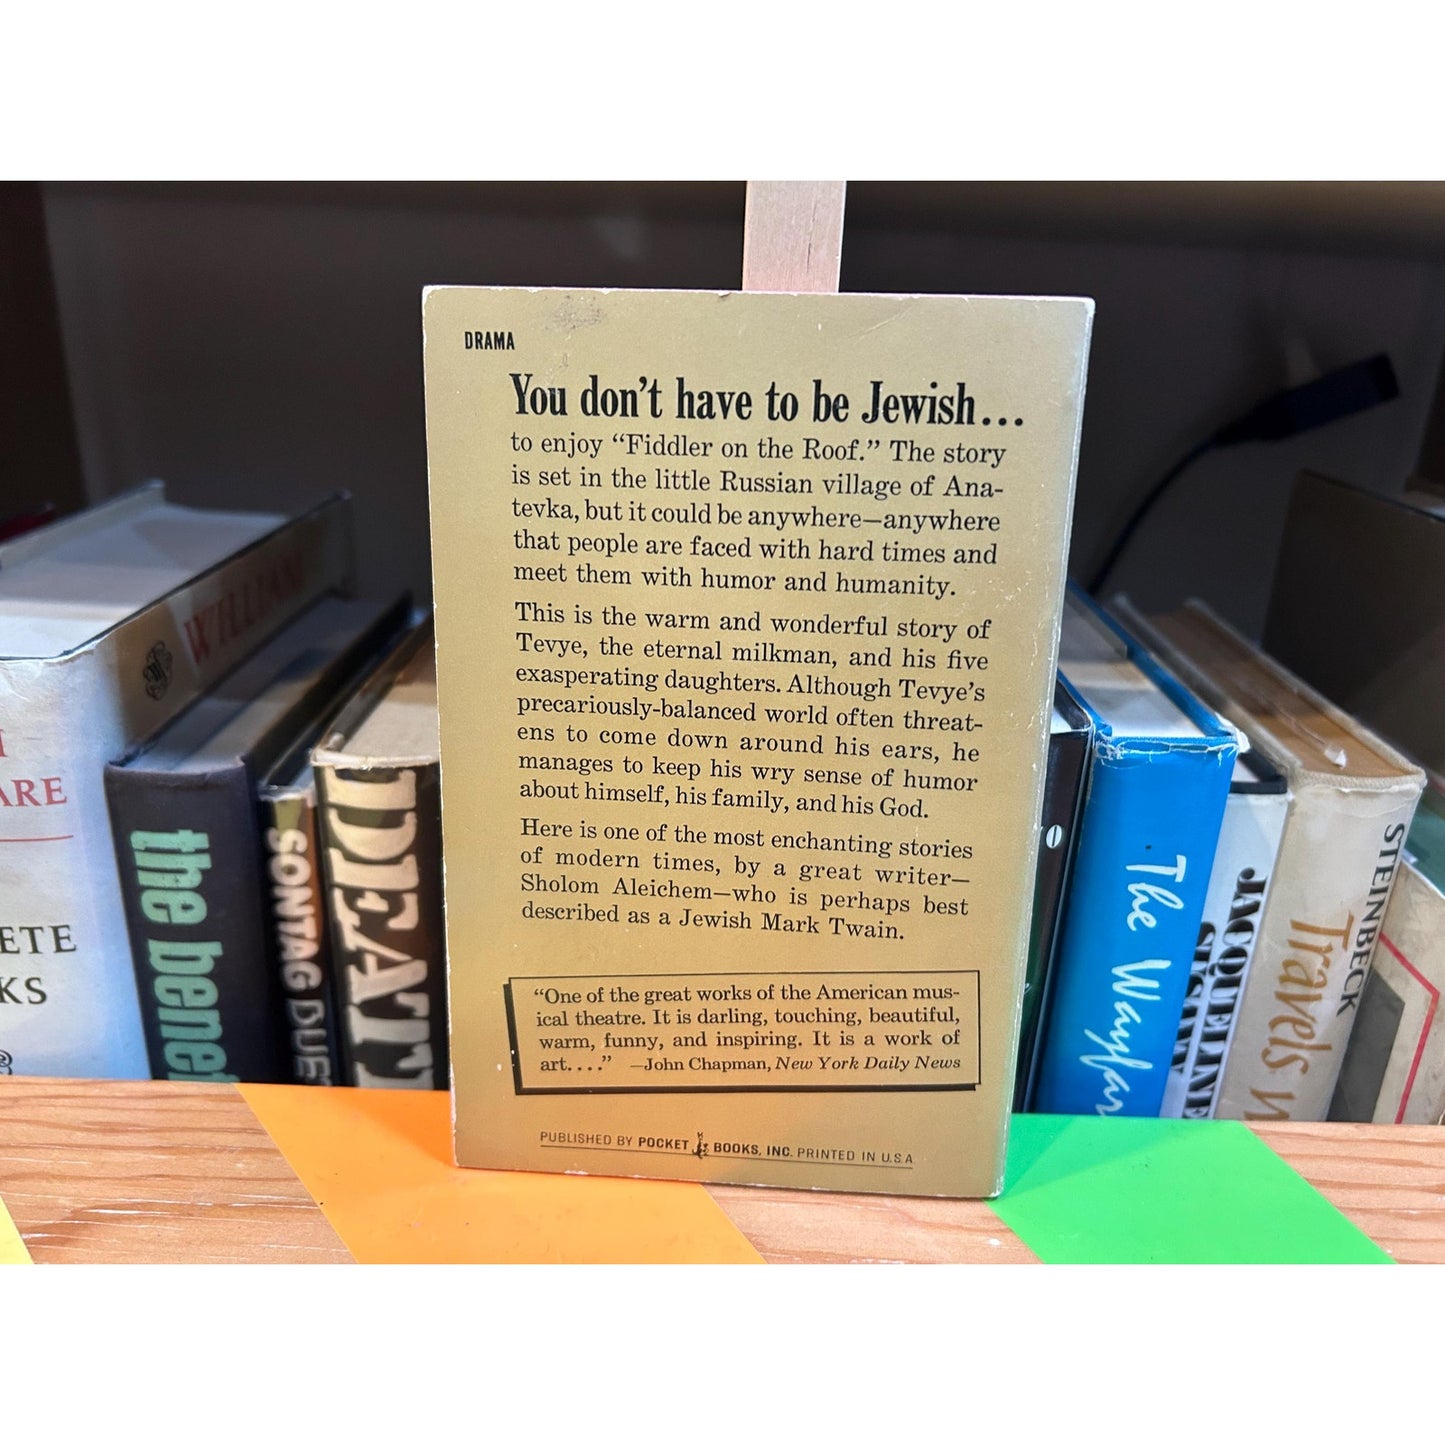 DRAMA
You don't have to be Jewish...
to enjoy “Fiddler on the Roof.” The story
is set in the little Russian village of Ana-
tevka, but it could be anywhere—anywhere
that people are faced with hard times and
meet them with humor and humanity.
This is the warm and wonderful story of
Tevye, the eternal milkman, and his five
exasperating daughters. Although Tevye's
precariously-balanced world often threat-
ens to come down around his ears, he
manages to keep his wry sense of humor
about himself, his family, and his God.
Here is one of the most enchanting stories
of modern times, by a great writer—
Sholom Aleichem—who is perhaps best
described as a Jewish Mark Twain.
“One of the great works of the American mus-
ical theatre. It is darling, touching, beautiful,
warm, funny, and inspiring. It is a work of
art....” —John Chapman, New York Daily News
PUBLISHED BY POCKET BOOKS, INC. PRINTED IN U.S.A
WILLIAM
ARE
ETE
KS
the bene
SONTAG
DEAT
The Wayfar
JACQUELINE
SUSANN
STEINBECK
Travels